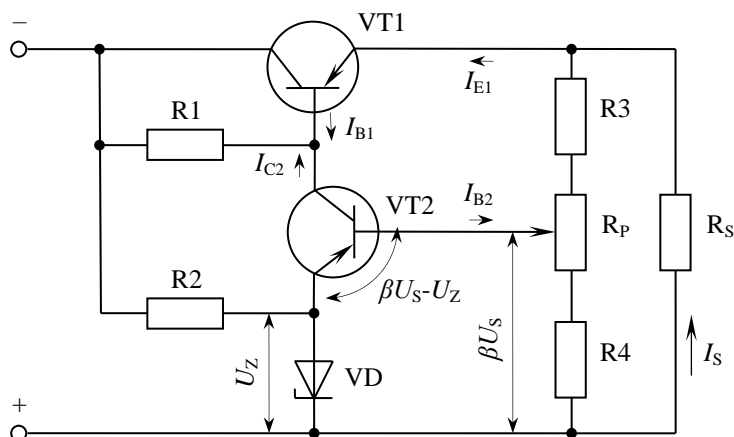 −
VT1
I_E1
R3
R1
I_B1
I_C2
I_B2
VT2
R_P
R_S
R2
βU_S-U_Z
βU_S
U_Z
VD
R4
I_S
+